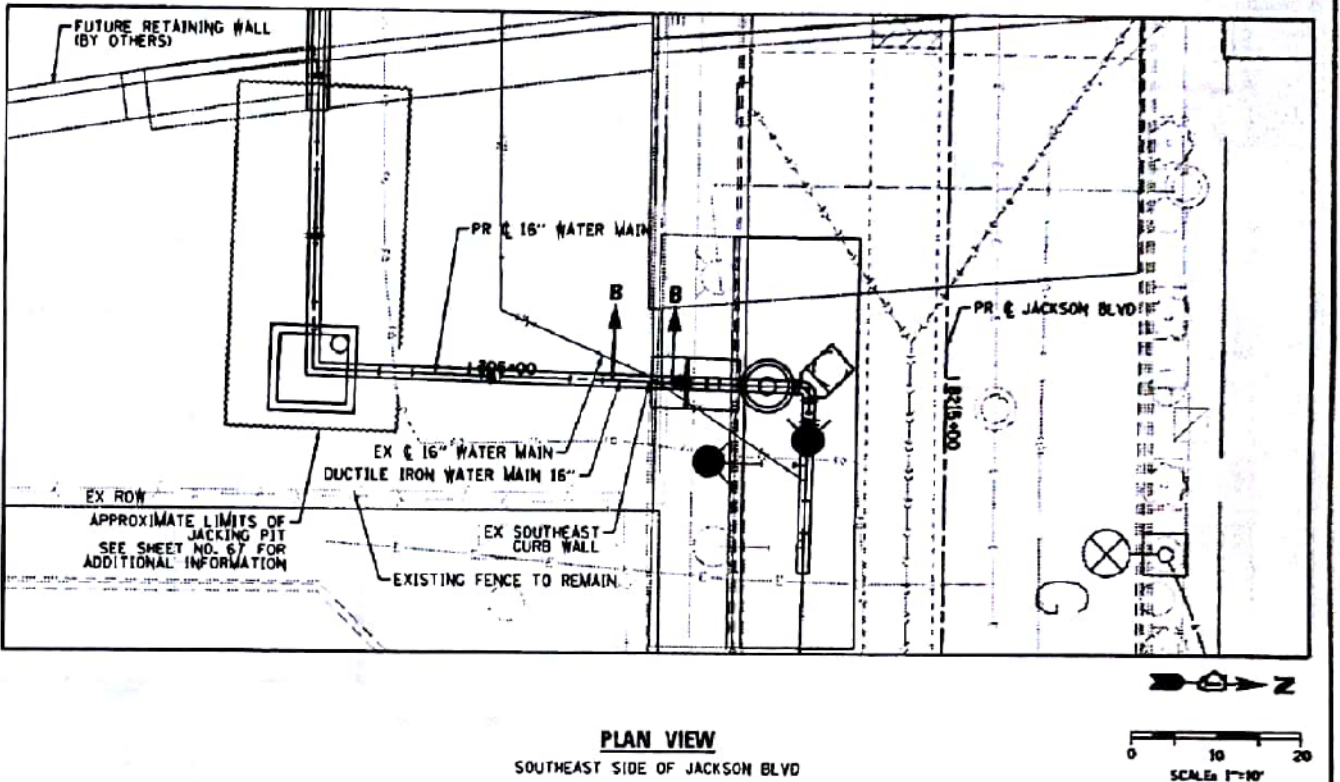 FUTURE RETAINING WALL
(BY OTHERS)
PR ℄ 16" WATER MAIN
B
B
PR ℄ JACKSON BLVD
EX ℄ 16" WATER MAIN
DUCTILE IRON WATER MAIN 16"
EX ROW
APPROXIMATE LIMITS OF
JACKING PIT
SEE SHEET NO. 67 FOR
ADDITIONAL INFORMATION
EX SOUTHEAST
CURB WALL
EXISTING FENCE TO REMAIN
N
PLAN VIEW
SOUTHEAST SIDE OF JACKSON BLVD
0 10 20
SCALE: 1"=10'